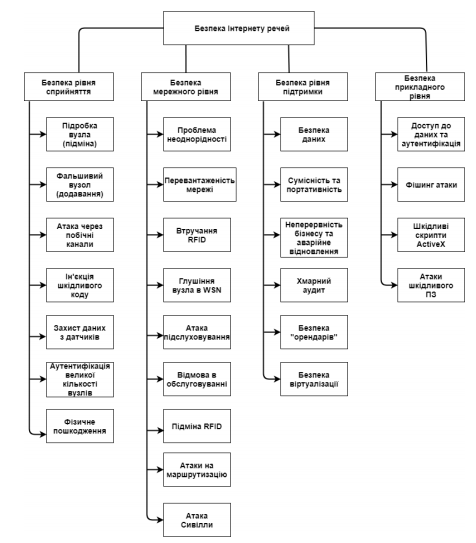 Безпека Інтернету речей
Безпека рівня
сприйняття
Підробка
вузла
(підміна)
Фальшивий
вузол
(додавання)
Атака через
побічні
канали
Ін'єкція
шкідливого
коду
Захист даних
з датчиків
Аутентифікація
великої
кількості
вузлів
Фізичне
пошкодження
Безпека
мережного рівня
Проблема
неоднорідності
Перевантаженість
мережі
Втручання
RFID
Глушіння
вузла в WSN
Атака
підслуховування
Відмова в
обслуговуванні
Підміна RFID
Атаки на
маршрутизацію
Атака
Сивілли
Безпека рівня
підтримки
Безпека
даних
Сумісність та
портативність
Неперервність
бізнесу та
аварійне
відновлення
Хмарний
аудит
Безпека
"орендарів"
Безпека
віртуалізації
Безпека
прикладного
рівня
Доступ до
даних та
аутентифікація
Фішинг атаки
Шкідливі
скрипти
ActiveX
Атаки
шкідливого
ПЗ